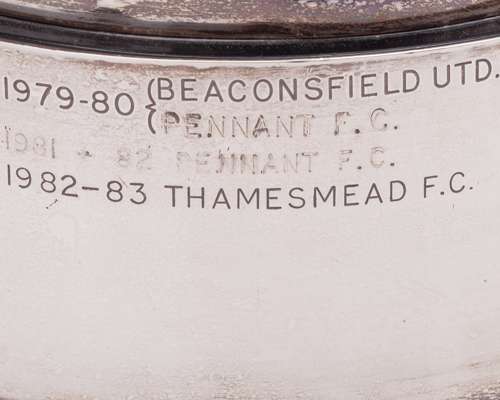 1979-80 { BEACONSFIELD UTD.
PENNANT F.C.
1981 - 82 PENNANT F.C.
1982-83 THAMESMEAD F.C.